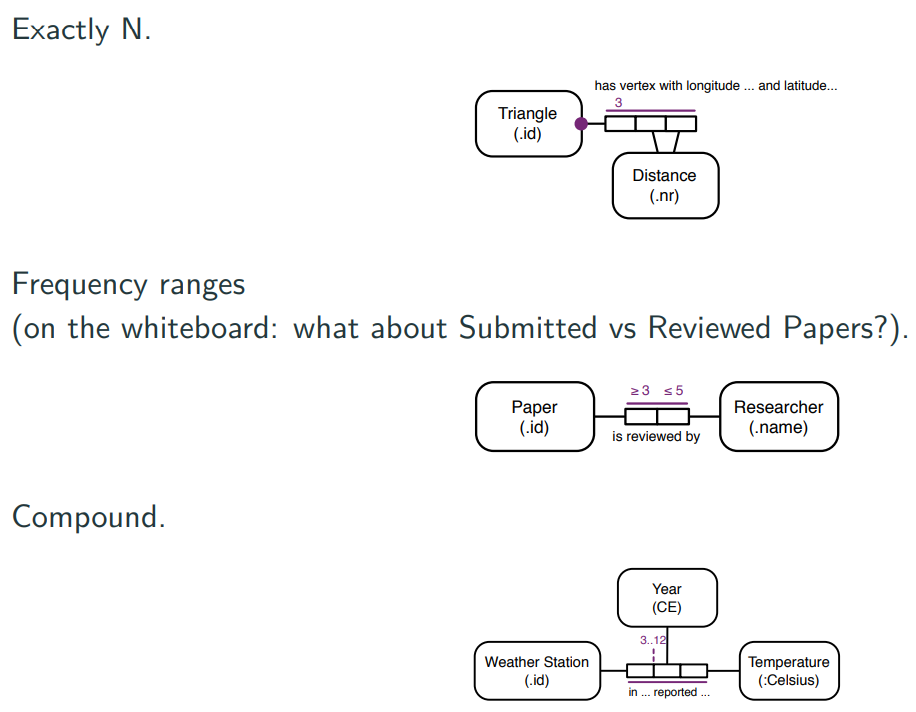 Exactly N.
has vertex with longitude ... and latitude...
3
Triangle
(.id)
Distance
(.nr)
Frequency ranges
(on the whiteboard: what about Submitted vs Reviewed Papers?).
≥3 ≤5
Paper
(.id)
Researcher
(.name)
is reviewed by
Compound.
Year
(CE)
3..12
Weather Station
(.id)
Temperature
(:Celsius)
in ... reported ...